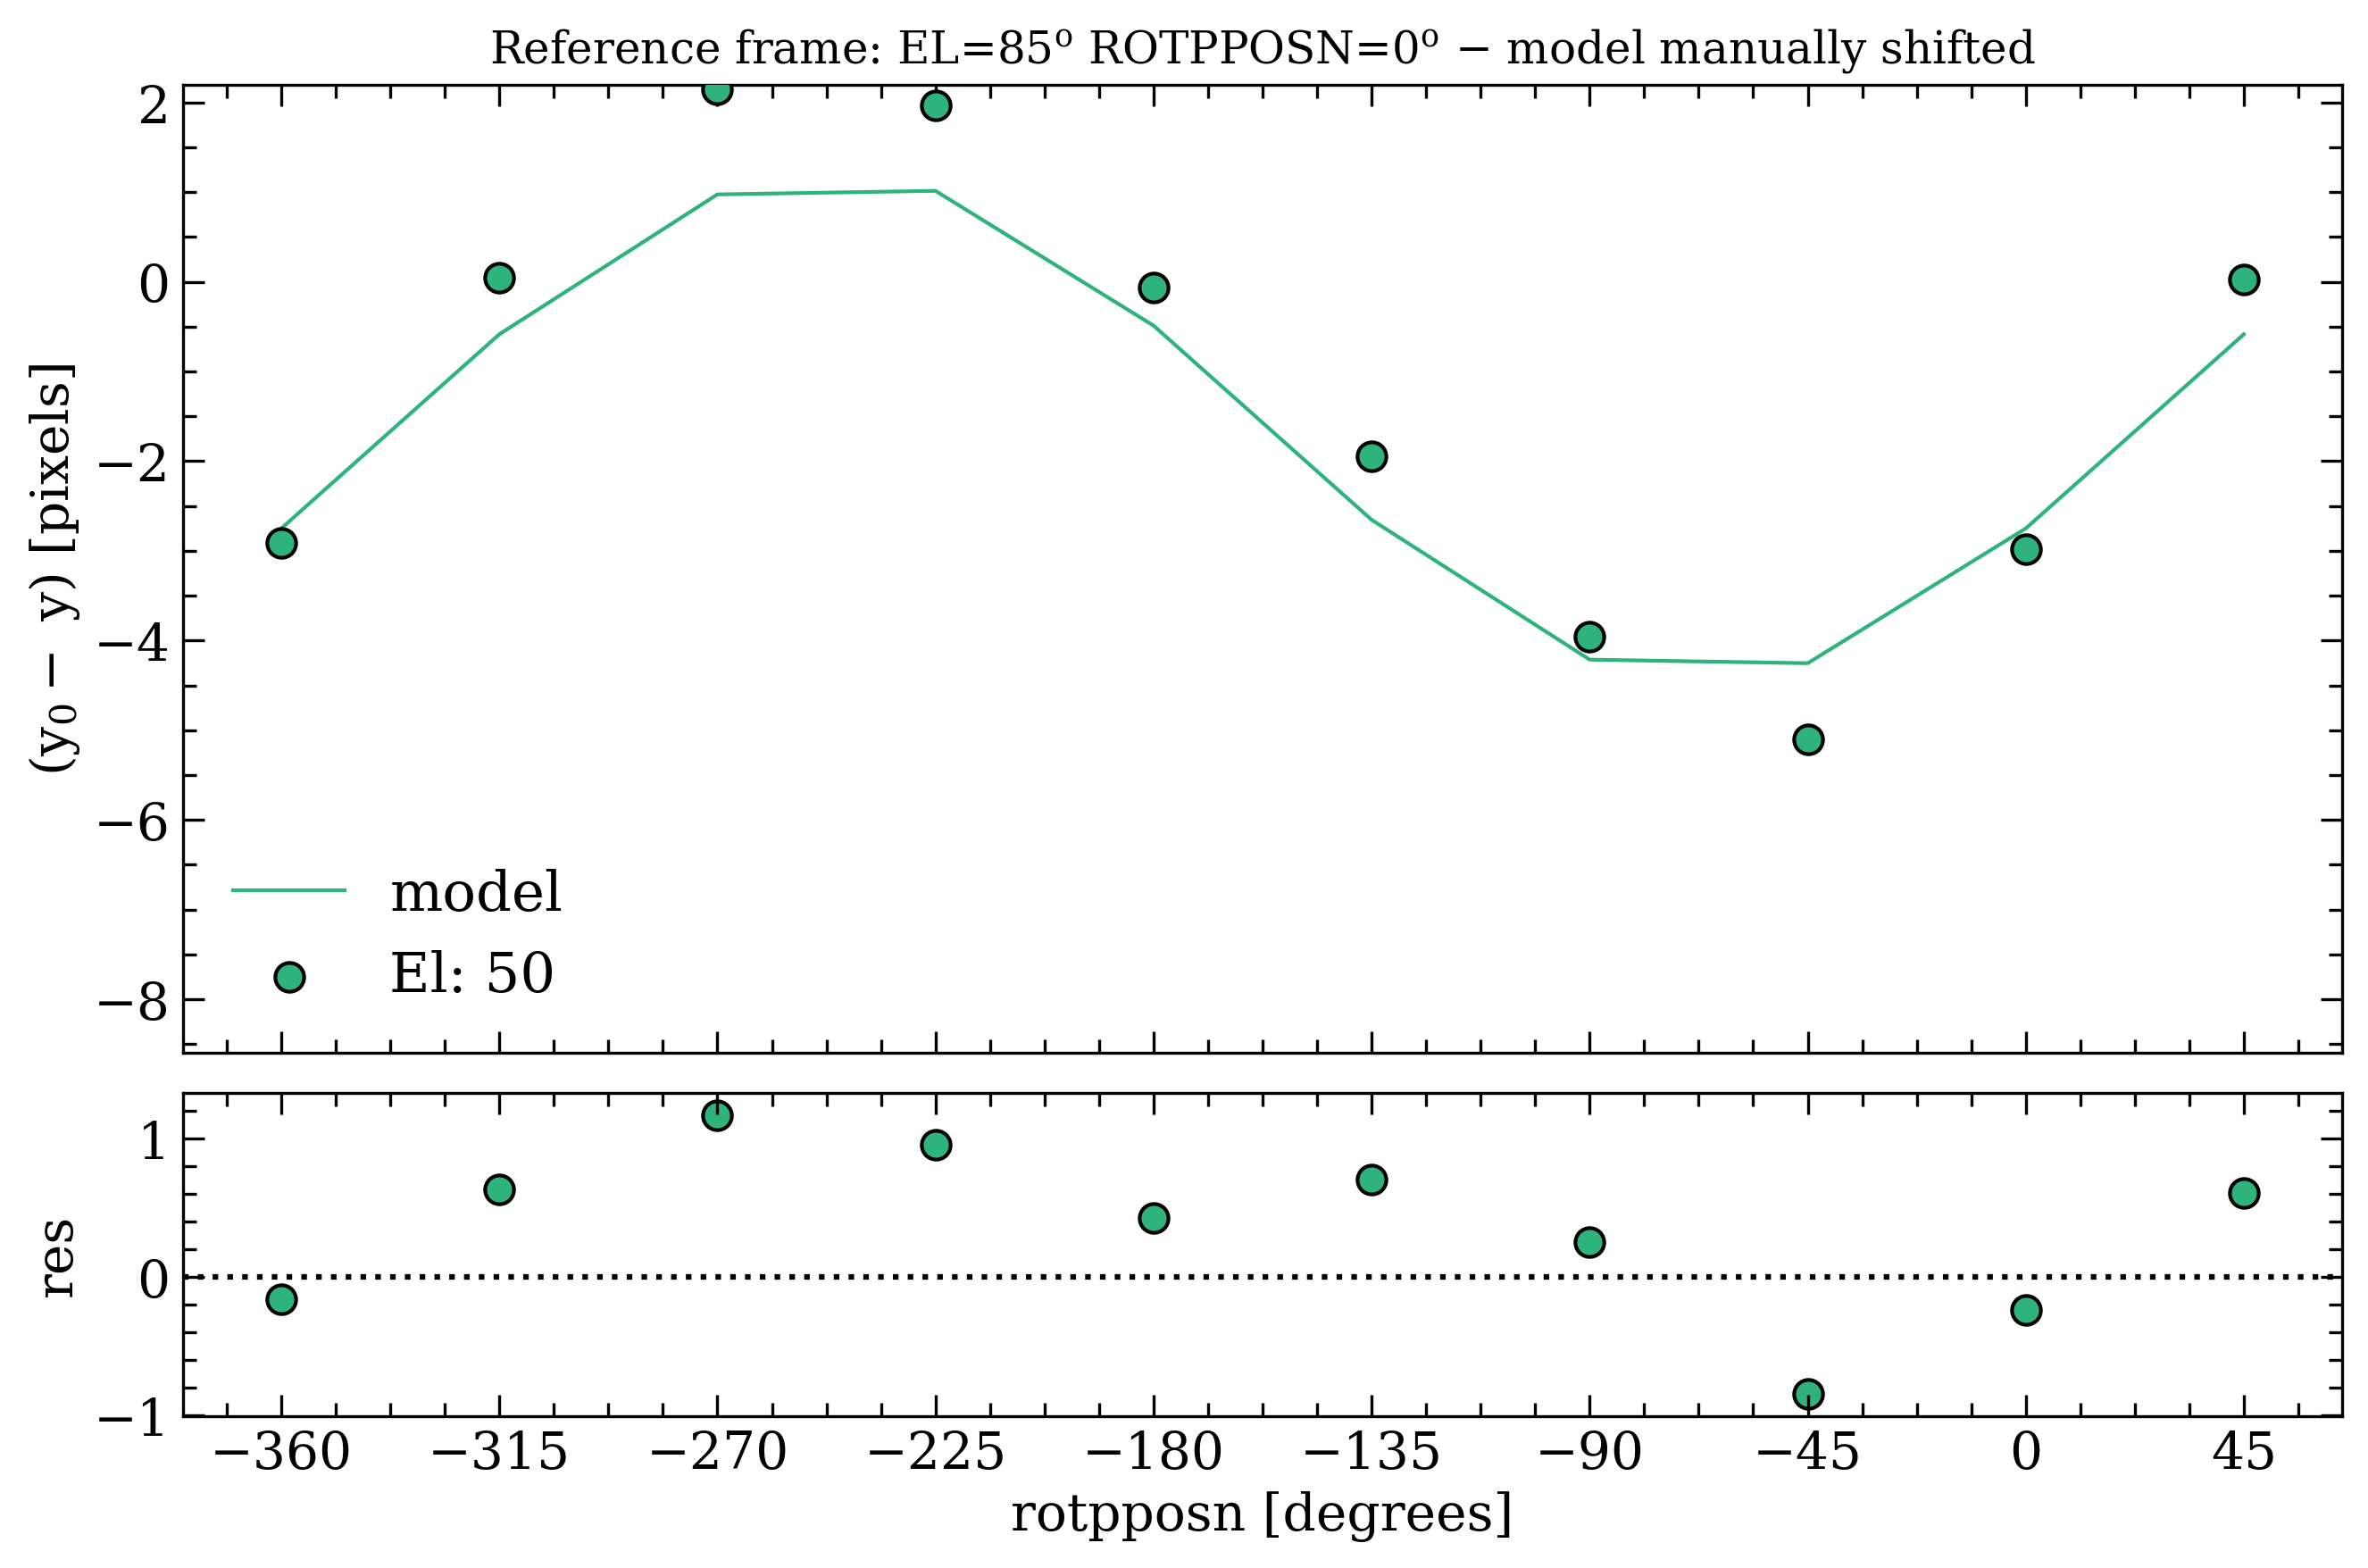 Reference frame: EL=85° ROTPPOSN=0° − model manually shifted
2
0
−2
−4
−6
−8
(y₀ − y) [pixels]
model
El: 50
1
0
−1
res
−360 −315 −270 −225 −180 −135 −90 −45 0 45
rotpposn [degrees]